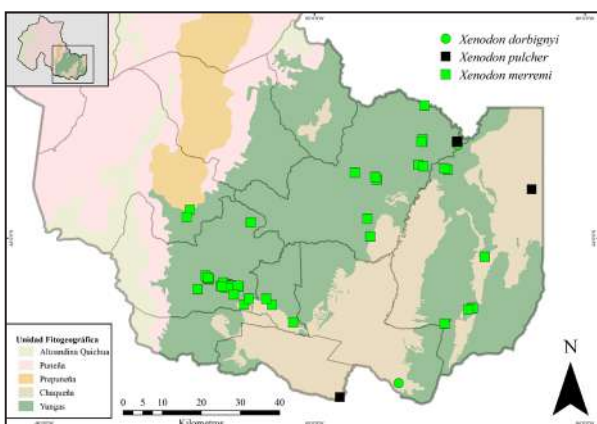 Xenodon dorbignyi
Xenodon pulcher
Xenodon merremi
Unidad Fitogeográfica
Altoandina Quichua
Puneña
Prepuneña
Chaqueña
Yungas
N
0 10 20 30 40
Kilometros